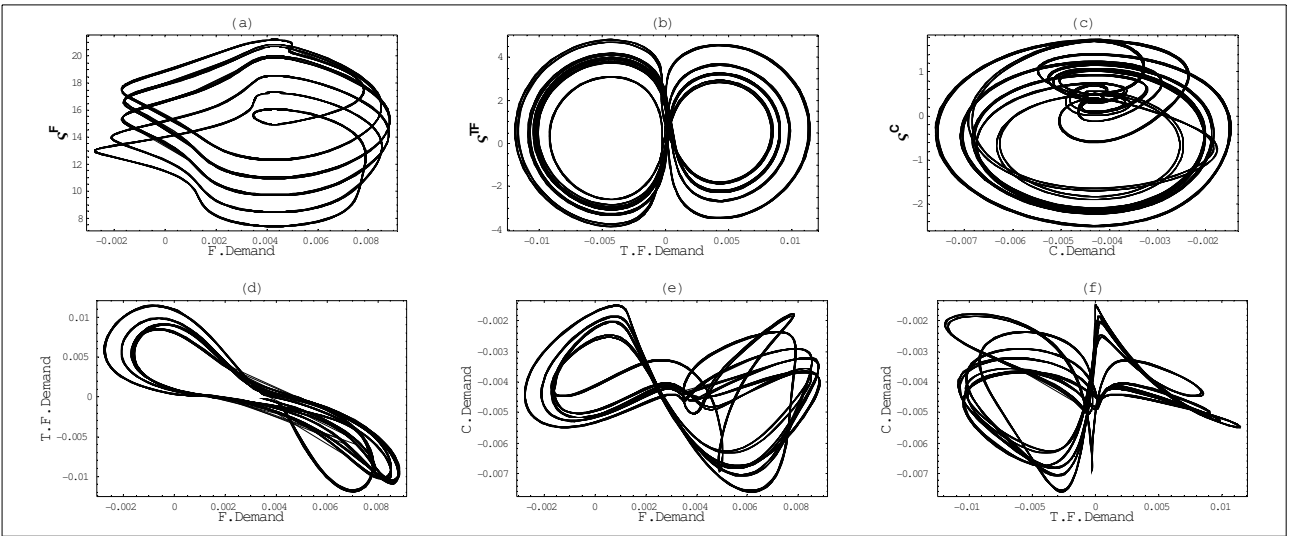 (a)
20
18
16
14
12
10
8
ςF
-0.002 0 0.002 0.004 0.006 0.008
F.Demand
(b)
4
2
0
-2
-4
ςTF
-0.01 -0.005 0 0.005 0.01
T.F.Demand
(c)
1
0
-1
-2
ςC
-0.007 -0.006 -0.005 -0.004 -0.003 -0.002
C.Demand
(d)
0.01
0.005
0
-0.005
-0.01
T.F.Demand
-0.002 0 0.002 0.004 0.006 0.008
F.Demand
(e)
-0.002
-0.003
-0.004
-0.005
-0.006
-0.007
C.Demand
-0.002 0 0.002 0.004 0.006 0.008
F.Demand
(f)
-0.002
-0.003
-0.004
-0.005
-0.006
-0.007
C.Demand
-0.01 -0.005 0 0.005 0.01
T.F.Demand